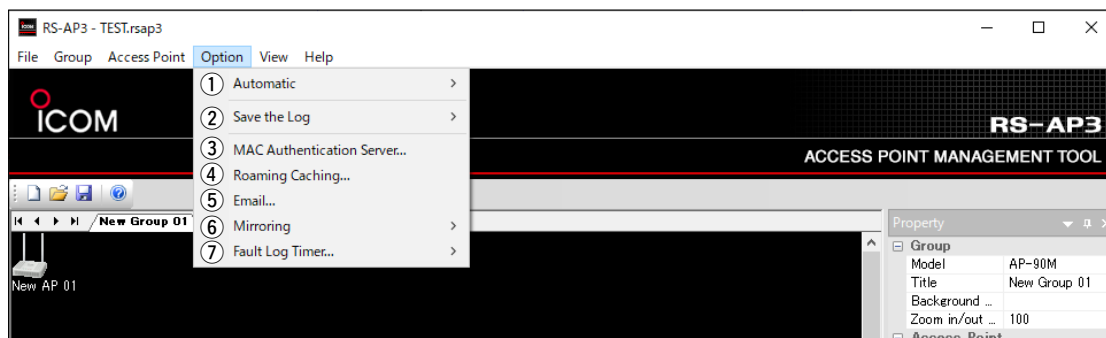 icom RS-AP3 - TEST.rsap3
File Group Access Point Option View Help
① Automatic >
② Save the Log >
③ MAC Authentication Server...
④ Roaming Caching...
⑤ Email...
⑥ Mirroring >
⑦ Fault Log Timer... >
ICOM
RS-AP3
ACCESS POINT MANAGEMENT TOOL
New Group 01
New AP 01
Property
Group
Model AP-90M
Title New Group 01
Background ...
Zoom in/out ... 100
Access Point